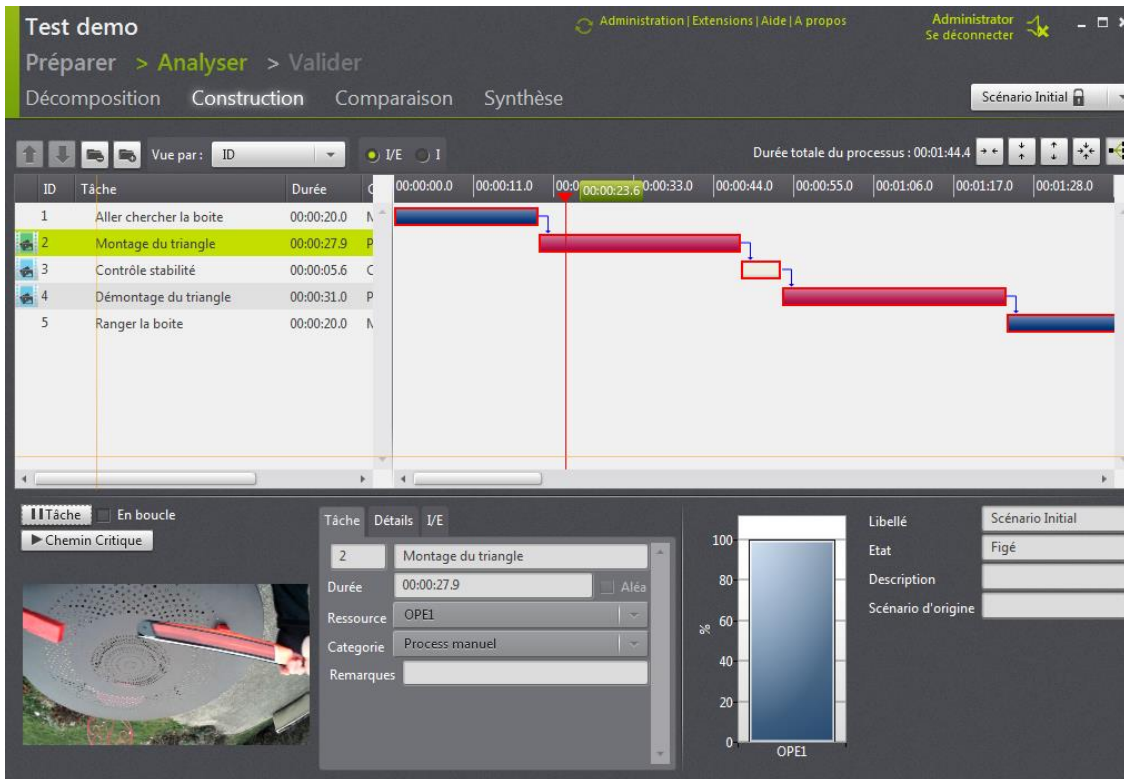 Test demo
Administration | Extensions | Aide | A propos
Administrator
Se déconnecter
Préparer > Analyser > Valider
Décomposition Construction Comparaison Synthèse
Scénario Initial
Vue par : ID
I/E I
Durée totale du processus : 00:01:44.4
ID Tâche Durée
00:00:00.0 00:00:11.0 00:00:23.6 00:00:33.0 00:00:44.0 00:00:55.0 00:01:06.0 00:01:17.0 00:01:28.0
1 Aller chercher la boite 00:00:20.0
2 Montage du triangle 00:00:27.9 P
3 Contrôle stabilité 00:00:05.6
4 Démontage du triangle 00:00:31.0 P
5 Ranger la boite 00:00:20.0
Tâche En boucle
Chemin Critique
Tâche Détails I/E
2 Montage du triangle
Durée 00:00:27.9 Aléa
Ressource OPE1
Categorie Process manuel
Remarques
%
100
80
60
40
20
0
OPE1
Libellé Scénario Initial
Etat Figé
Description
Scénario d'origine